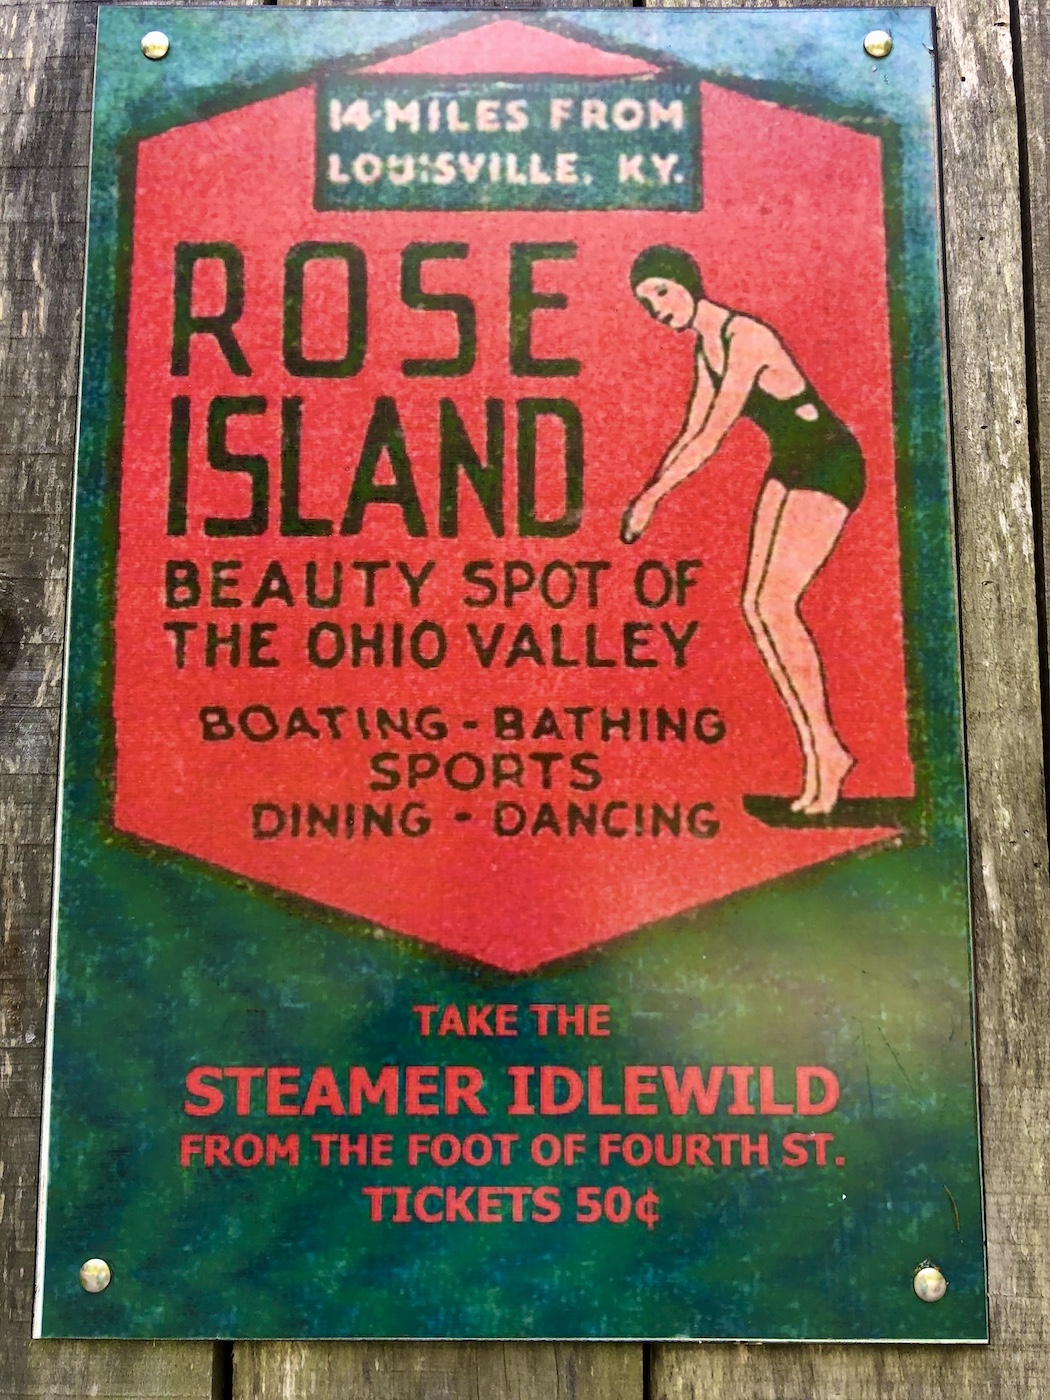 14 MILES FROM
LOUISVILLE, KY.
ROSE
ISLAND
BEAUTY SPOT OF
THE OHIO VALLEY
BOATING - BATHING
SPORTS
DINING - DANCING
TAKE THE
STEAMER IDLEWILD
FROM THE FOOT OF FOURTH ST.
TICKETS 50¢